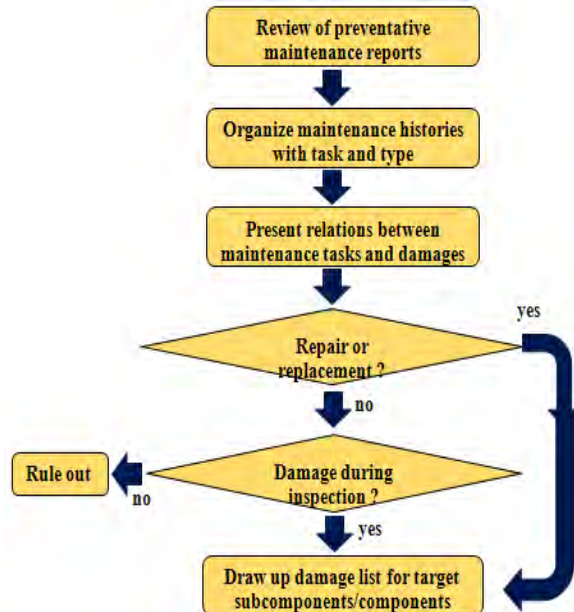 Review of preventative
maintenance reports
Organize maintenance histories
with task and type
Present relations between
maintenance tasks and damages
yes
Repair or
replacement ?
no
Rule out
Damage during
inspection ?
no
yes
Draw up damage list for target
subcomponents/components